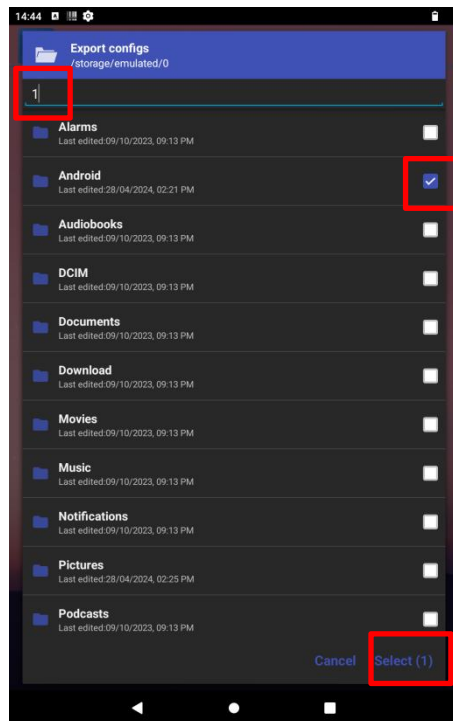 14:44
Export configs
/storage/emulated/0
1
Alarms
Last edited:09/10/2023, 09:13 PM
Android
Last edited:28/04/2024, 02:21 PM
Audiobooks
Last edited:09/10/2023, 09:13 PM
DCIM
Last edited:09/10/2023, 09:13 PM
Documents
Last edited:09/10/2023, 09:13 PM
Download
Last edited:09/10/2023, 09:13 PM
Movies
Last edited:09/10/2023, 09:13 PM
Music
Last edited:09/10/2023, 09:13 PM
Notifications
Last edited:09/10/2023, 09:13 PM
Pictures
Last edited:28/04/2024, 02:25 PM
Podcasts
Last edited:09/10/2023, 09:13 PM
Cancel Select (1)